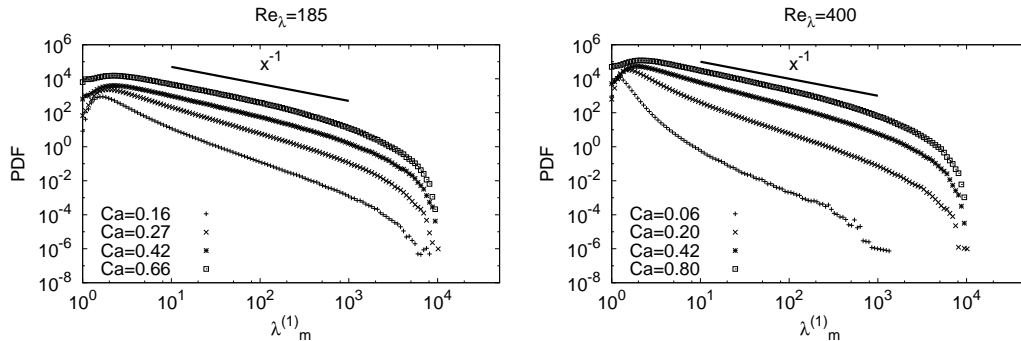 Re_λ=185
PDF
10^6
10^4
10^2
10^0
10^-2
10^-4
10^-6
10^-8
x^-1
Ca=0.16
Ca=0.27
Ca=0.42
Ca=0.66
10^0 10^1 10^2 10^3 10^4
λ^(1)_m
Re_λ=400
PDF
10^6
10^4
10^2
10^0
10^-2
10^-4
10^-6
10^-8
x^-1
Ca=0.06
Ca=0.20
Ca=0.42
Ca=0.80
10^0 10^1 10^2 10^3 10^4
λ^(1)_m